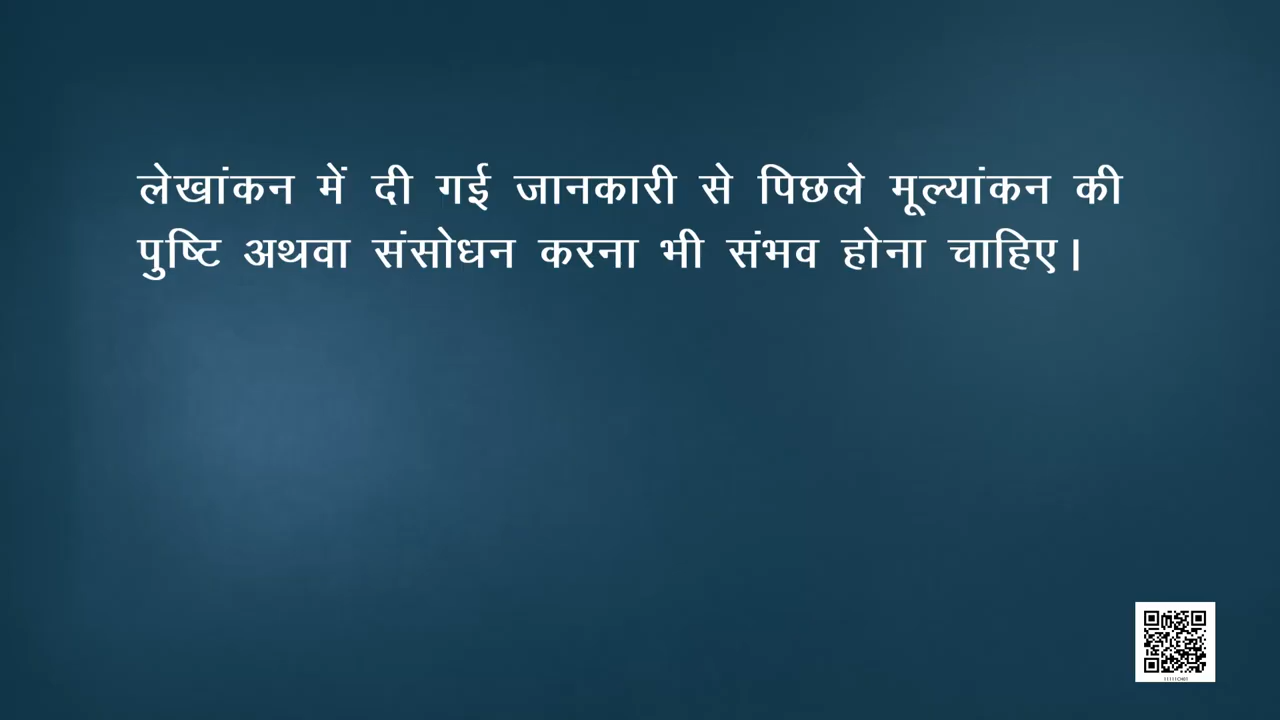 लेखांकन में दी गई जानकारी से पिछले मूल्यांकन की
पुष्टि अथवा संसोधन करना भी संभव होना चाहिए।